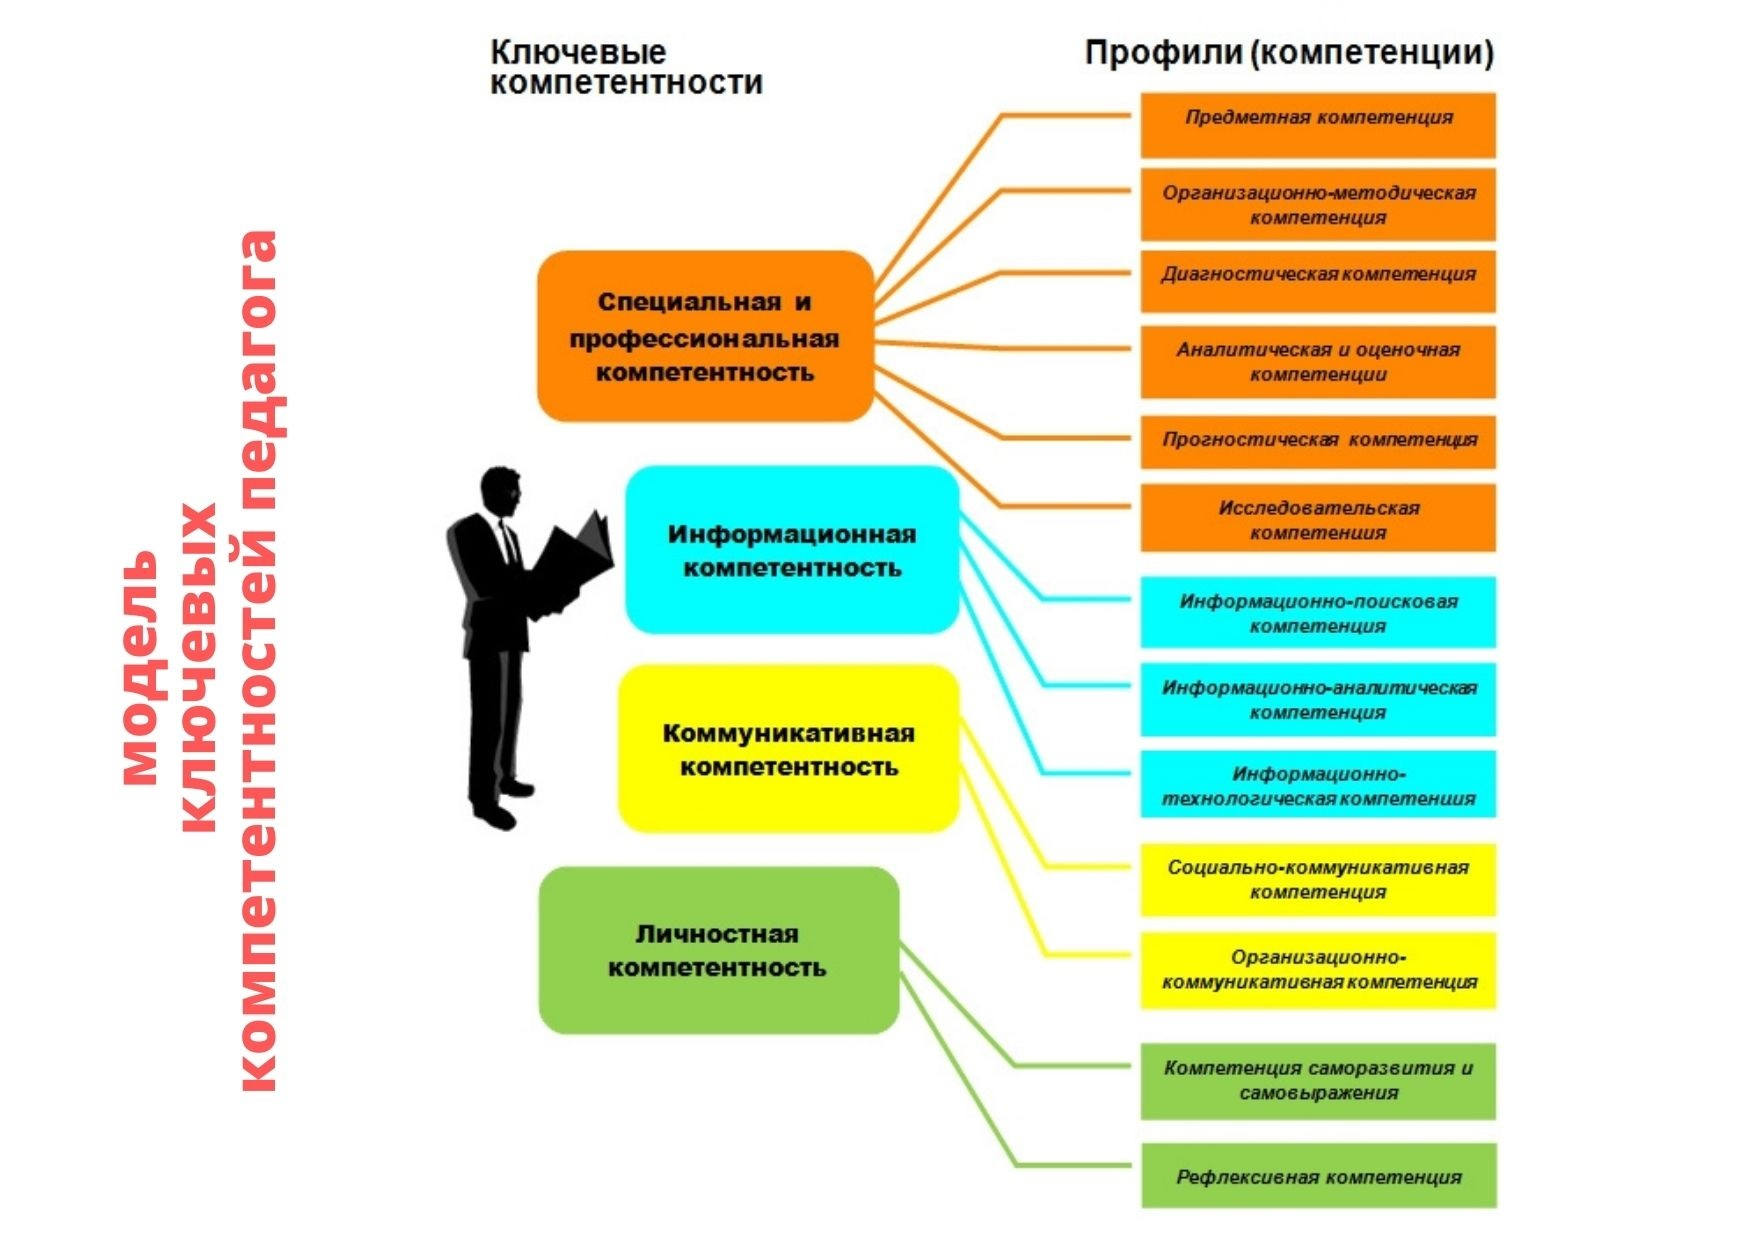 модель
ключевых
компетентностей педагога
Ключевые
компетентности
Профили (компетенции)
Специальная и
профессиональная
компетентность
Информационная
компетентность
Коммуникативная
компетентность
Личностная
компетентность
Предметная компетенция
Организационно-методическая
компетенция
Диагностическая компетенция
Аналитическая и оценочная
компетенции
Прогностическая компетенция
Исследовательская
компетенция
Информационно-поисковая
компетенция
Информационно-аналитическая
компетенция
Информационно-
технологическая компетенция
Социально-коммуникативная
компетенция
Организационно-
коммуникативная компетенция
Компетенция саморазвития и
самовыражения
Рефлексивная компетенция